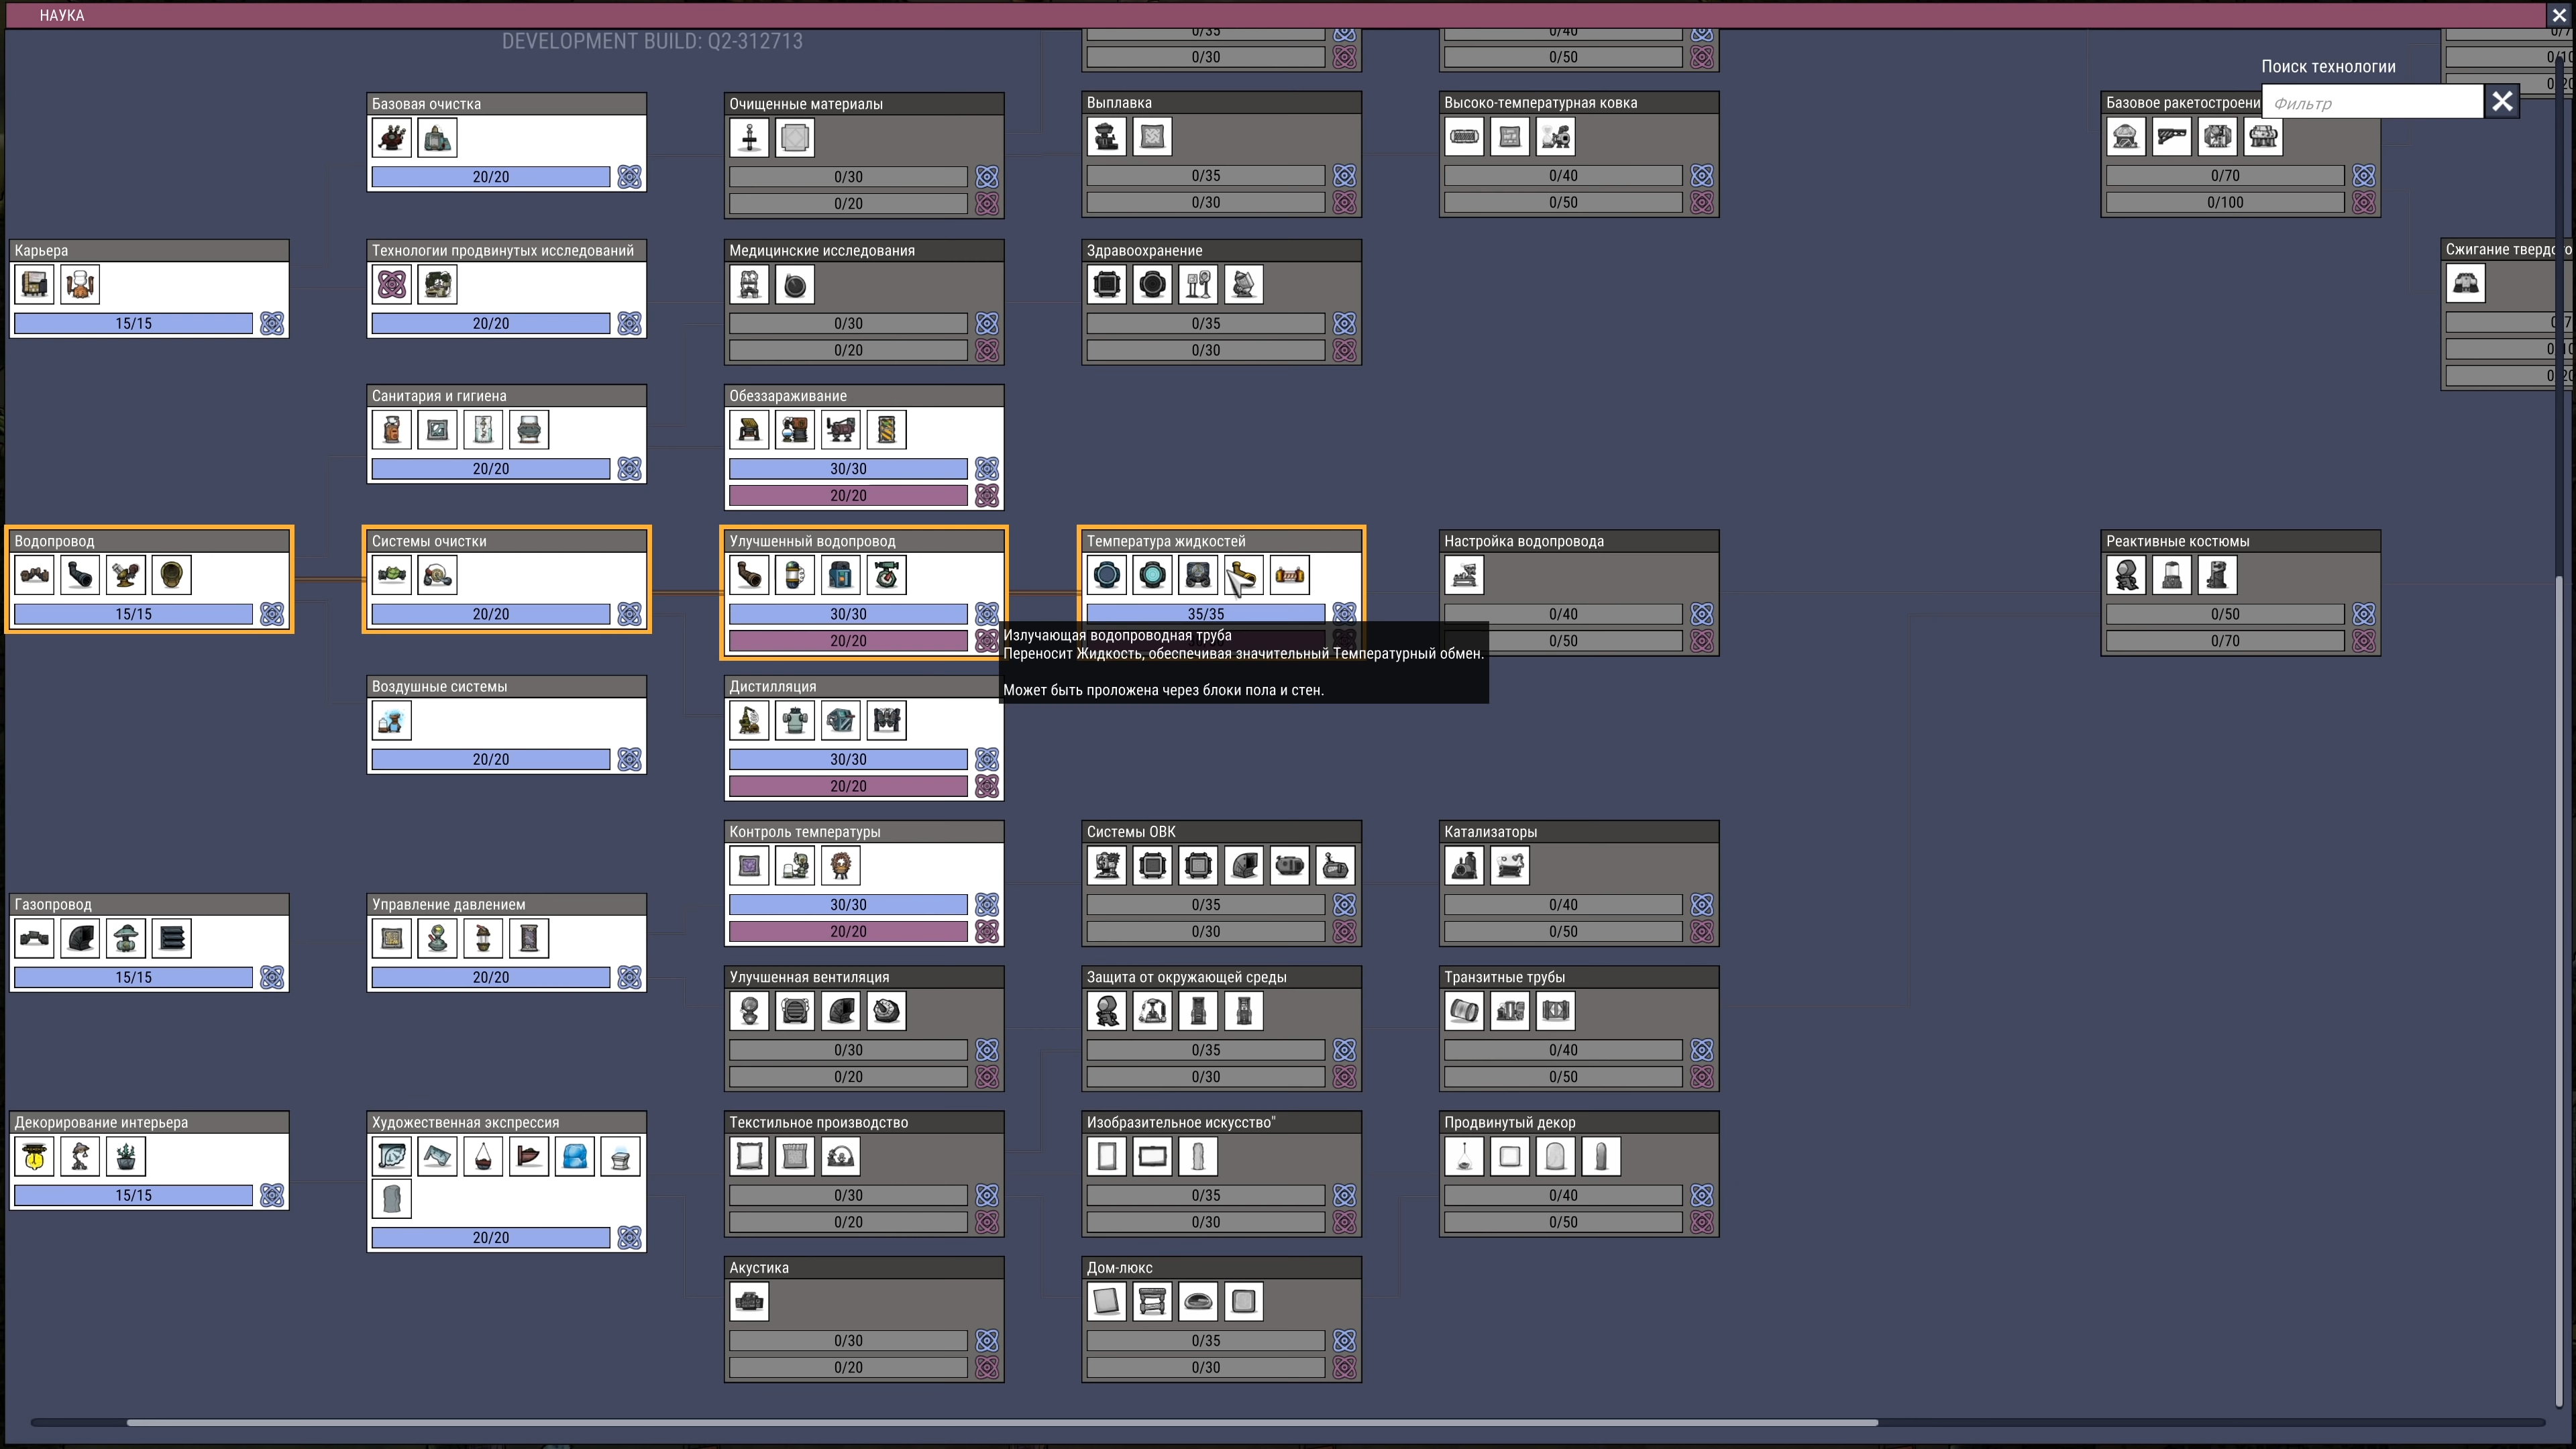 НАУКА
DEVELOPMENT BUILD: Q2-312713
0/35
0/40
0/30
0/50
Поиск технологии
Фильтр
Базовая очистка
20/20
Очищенные материалы
0/30
0/20
Выплавка
0/35
0/30
Высоко-температурная ковка
0/40
0/50
Базовое ракетостроени
0/70
0/100
Карьера
15/15
Технологии продвинутых исследований
20/20
Медицинские исследования
0/30
0/20
Здравоохранение
0/35
0/30
Сжигание твердо
Санитария и гигиена
20/20
Обеззараживание
30/30
20/20
Водопровод
15/15
Системы очистки
20/20
Улучшенный водопровод
30/30
20/20
Температура жидкостей
35/35
Настройка водопровода
0/40
0/50
Реактивные костюмы
0/50
0/70
Излучающая водопроводная труба
Переносит Жидкость, обеспечивая значительный Температурный обмен.
Может быть проложена через блоки пола и стен.
Воздушные системы
20/20
Дистилляция
30/30
20/20
Контроль температуры
30/30
20/20
Системы ОВК
0/35
0/30
Катализаторы
0/40
0/50
Газопровод
15/15
Управление давлением
20/20
Улучшенная вентиляция
0/30
0/20
Защита от окружающей среды
0/35
0/30
Транзитные трубы
0/40
0/50
Декорирование интерьера
15/15
Художественная экспрессия
20/20
Текстильное производство
0/30
0/20
Изобразительное искусство"
0/35
0/30
Продвинутый декор
0/40
0/50
Акустика
0/30
0/20
Дом-люкс
0/35
0/30